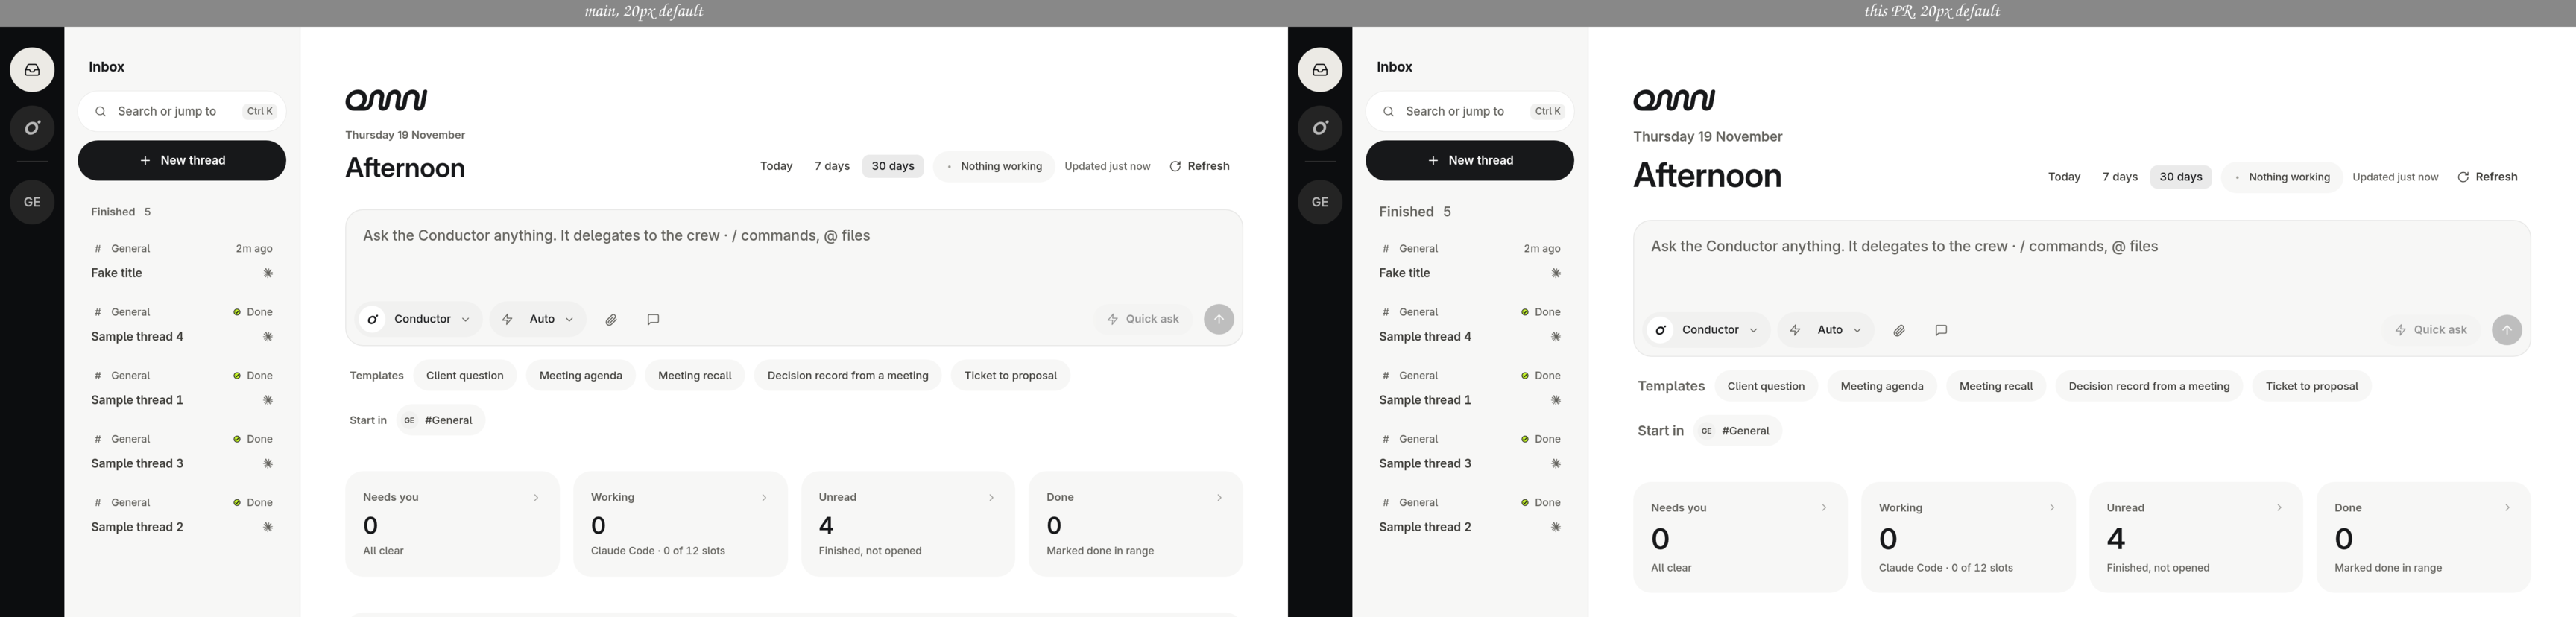 main, 20px default
Inbox
Search or jump to Ctrl K
+ New thread
GE
Finished 5
# General 2m ago
Fake title
# General Done
Sample thread 4
# General Done
Sample thread 1
# General Done
Sample thread 3
# General Done
Sample thread 2
omni
Thursday 19 November
Afternoon
Today 7 days 30 days Nothing working Updated just now Refresh
Ask the Conductor anything. It delegates to the crew · / commands, @ files
Conductor Auto Quick ask
Templates Client question Meeting agenda Meeting recall Decision record from a meeting Ticket to proposal
Start in GE #General
Needs you Working Unread Done
0 0 4 0
All clear Claude Code · 0 of 12 slots Finished, not opened Marked done in range
this PR, 20px default
Inbox
Search or jump to Ctrl K
+ New thread
GE
Finished 5
# General 2m ago
Fake title
# General Done
Sample thread 4
# General Done
Sample thread 1
# General Done
Sample thread 3
# General Done
Sample thread 2
omni
Thursday 19 November
Afternoon
Today 7 days 30 days Nothing working Updated just now Refresh
Ask the Conductor anything. It delegates to the crew · / commands, @ files
Conductor Auto Quick ask
Templates Client question Meeting agenda Meeting recall Decision record from a meeting Ticket to proposal
Start in GE #General
Needs you Working Unread Done
0 0 4 0
All clear Claude Code · 0 of 12 slots Finished, not opened Marked done in range